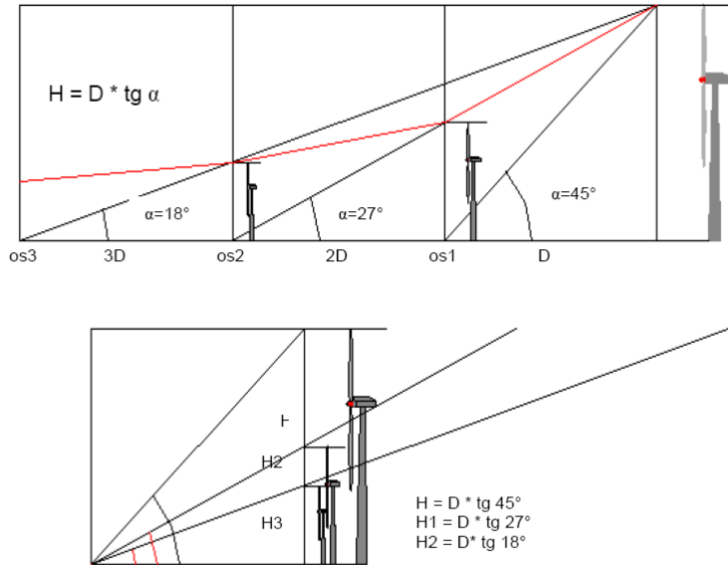 H = D * tg α
α=18°
α=27°
α=45°
os3
3D
os2
2D
os1
D
H
H2
H3
H = D * tg 45°
H1 = D * tg 27°
H2 = D* tg 18°